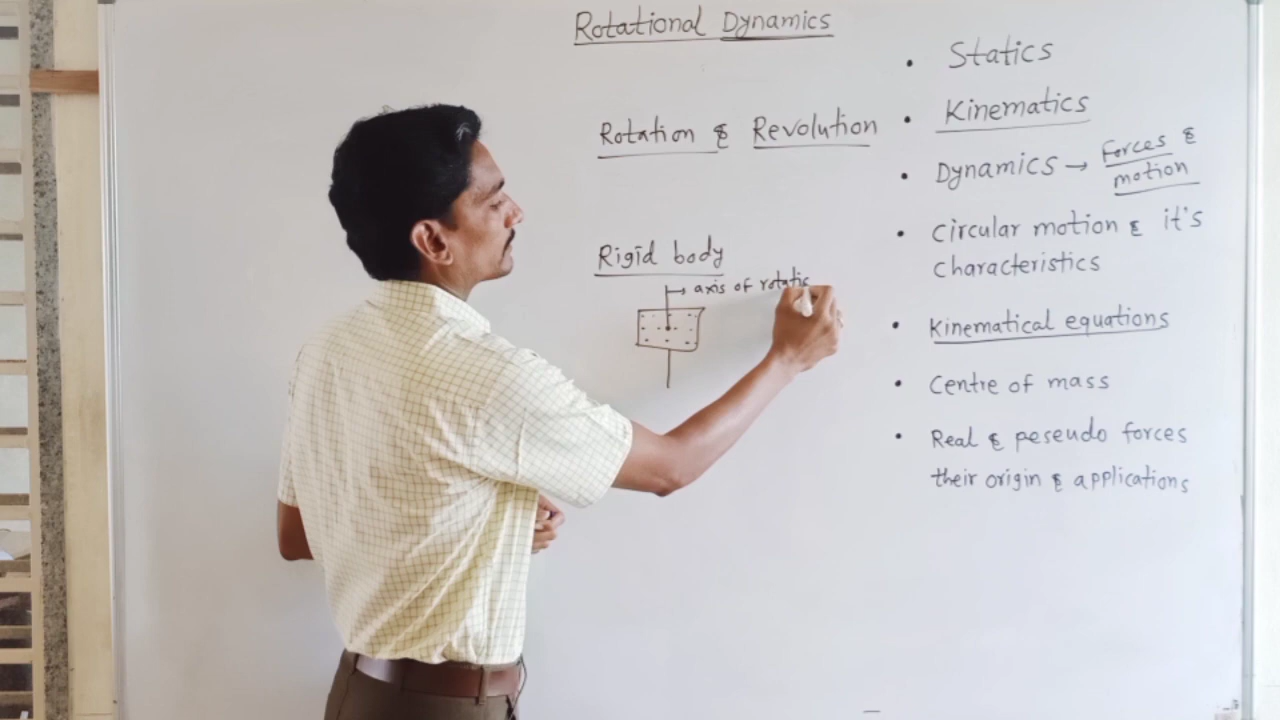 Rotational Dynamics
Rotation & Revolution
Rigid body
axis of rotatio
• Statics
• Kinematics
• Dynamics → Forces &
motion
• Circular motion & it's
characteristics
• Kinematical equations
• Centre of mass
• Real & peseudo forces
their origin & applications